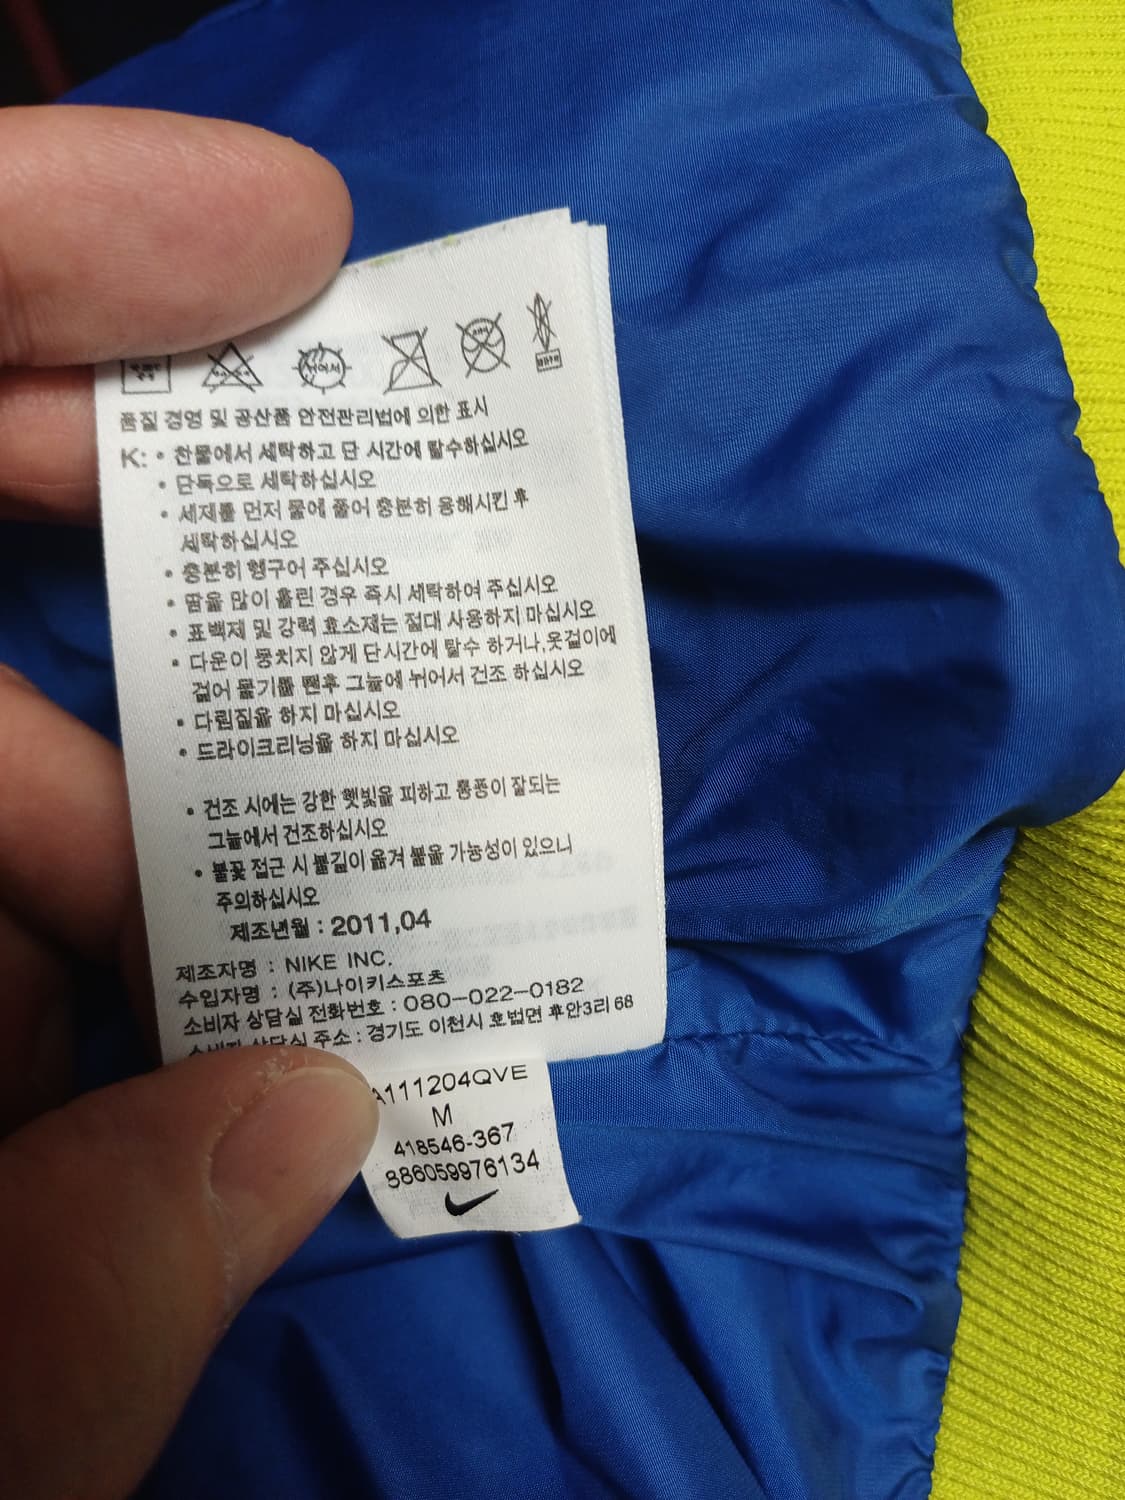 뉘어서
품질 경영 및 공산품 안전관리법에 의한 표시
K: • 찬물에서 세탁하고 단 시간에 탈수하십시오
• 단독으로 세탁하십시오
• 세제를 먼저 물에 풀어 충분히 용해시킨 후
세탁하십시오
• 충분히 헹구어 주십시오
• 땀을 많이 흘린 경우 즉시 세탁하여 주십시오
• 표백제 및 강력 효소제는 절대 사용하지 마십시오
• 다운이 뭉치지 않게 단시간에 탈수 하거나,옷걸이에
걸어 물기를 뺀후 그늘에 뉘어서 건조 하십시오
• 다림질을 하지 마십시오
• 드라이크리닝을 하지 마십시오
• 건조 시에는 강한 햇빛을 피하고 통풍이 잘되는
그늘에서 건조하십시오
• 불꽃 접근 시 불길이 옮겨 붙을 가능성이 있으니
주의하십시오
제조년월 : 2011,04
제조자명 : NIKE INC.
수입자명 : (주)나이키스포츠
소비자 상담실 전화번호 : 080-022-0182
소비자 상담실 주소 : 경기도 이천시 호법면 후안3리 68
A111204QVE
M
418546-367
886059976134